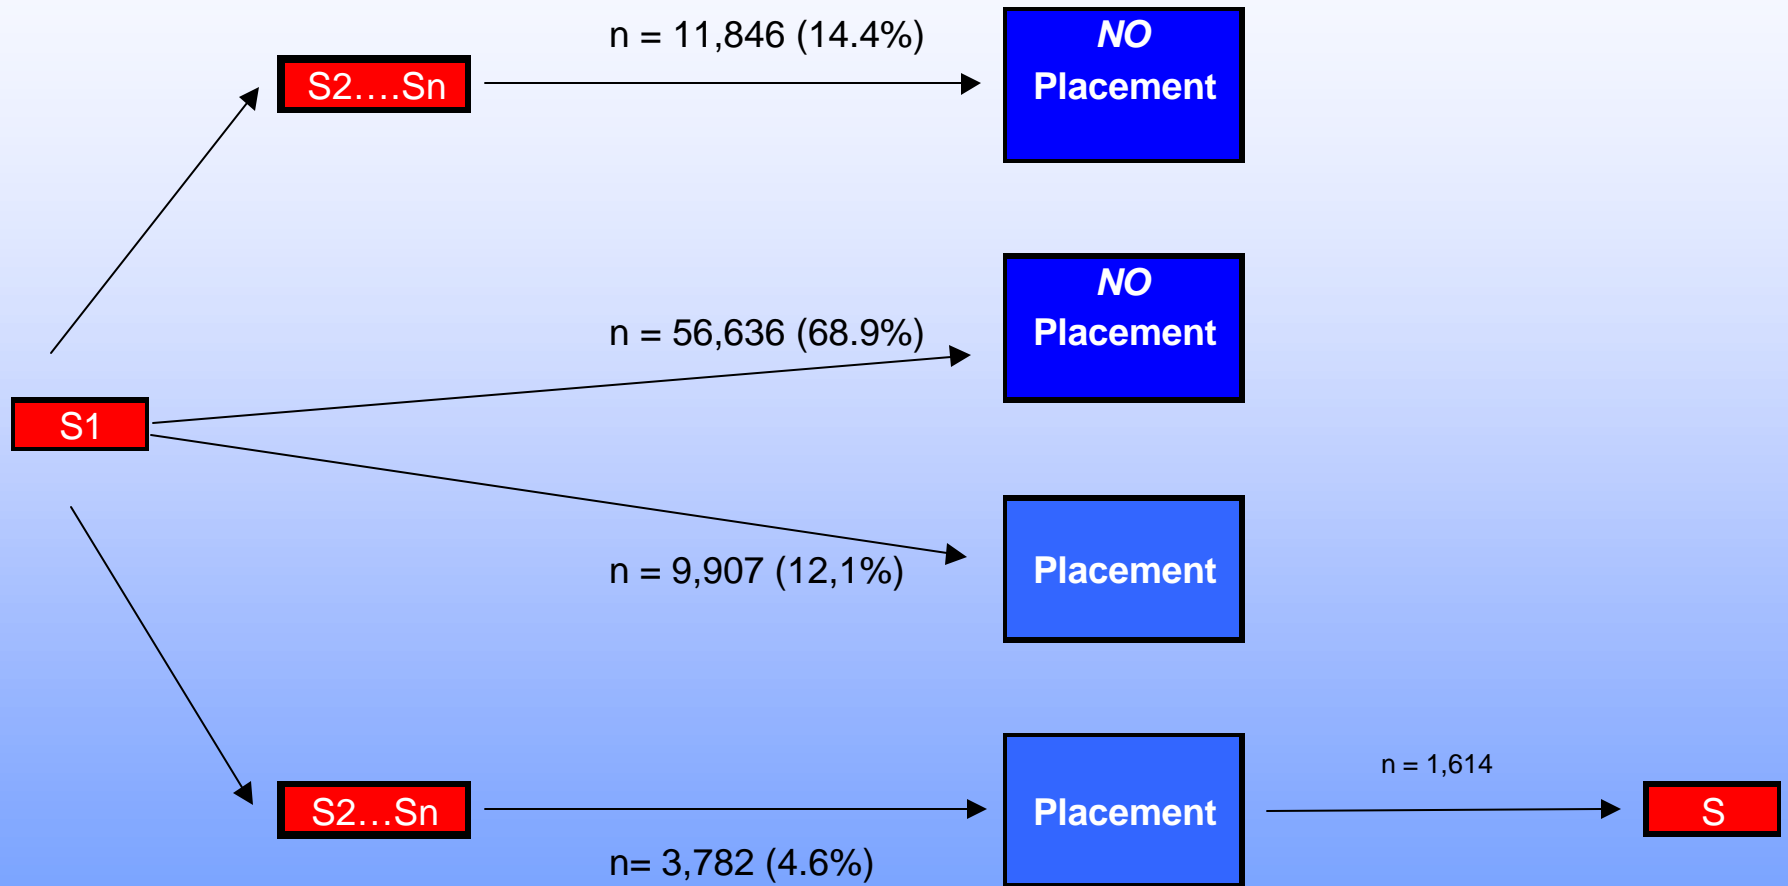 n = 11,846 (14.4%)
S2....Sn
NO
Placement
n = 56,636 (68.9%)
NO
Placement
S1
n = 9,907 (12,1%)
Placement
S2...Sn
n= 3,782 (4.6%)
Placement
n = 1,614
S